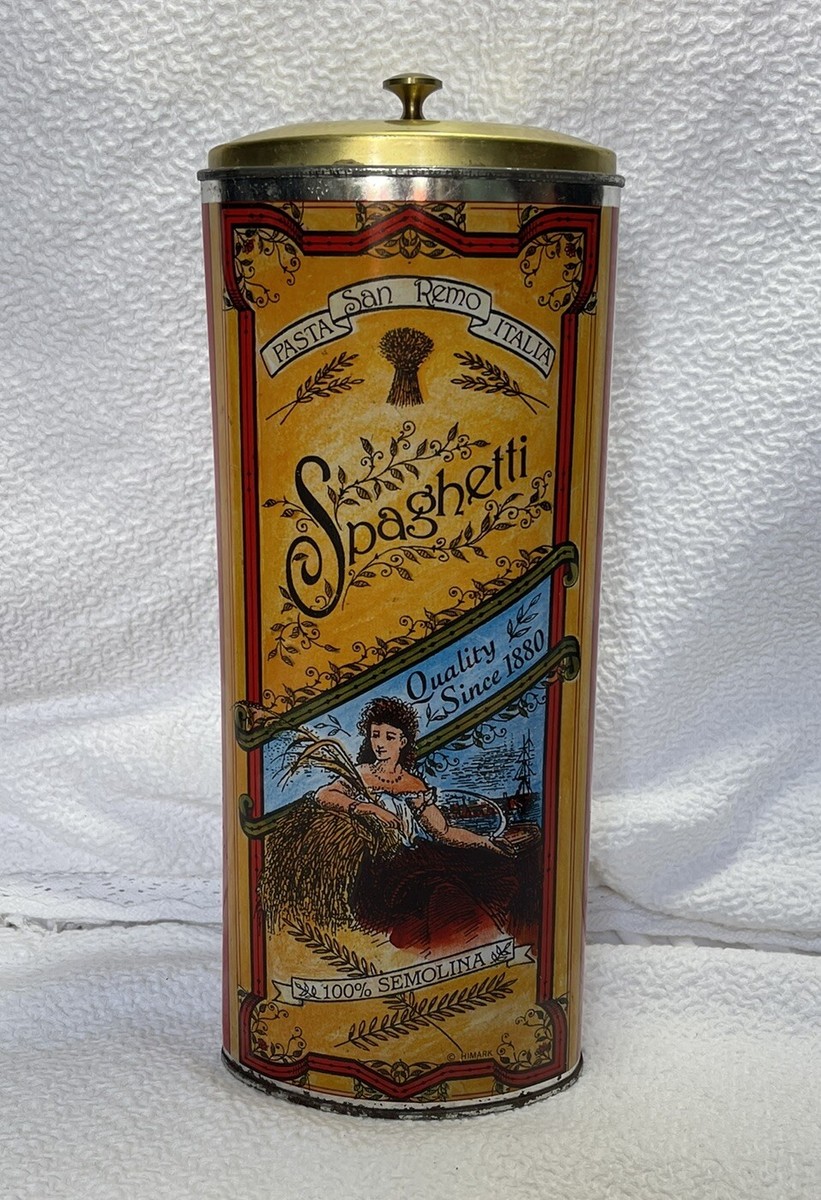 PASTA San Remo ITALIA
Spaghetti
Quality
Since 1880
100% SEMOLINA
© HIMARK